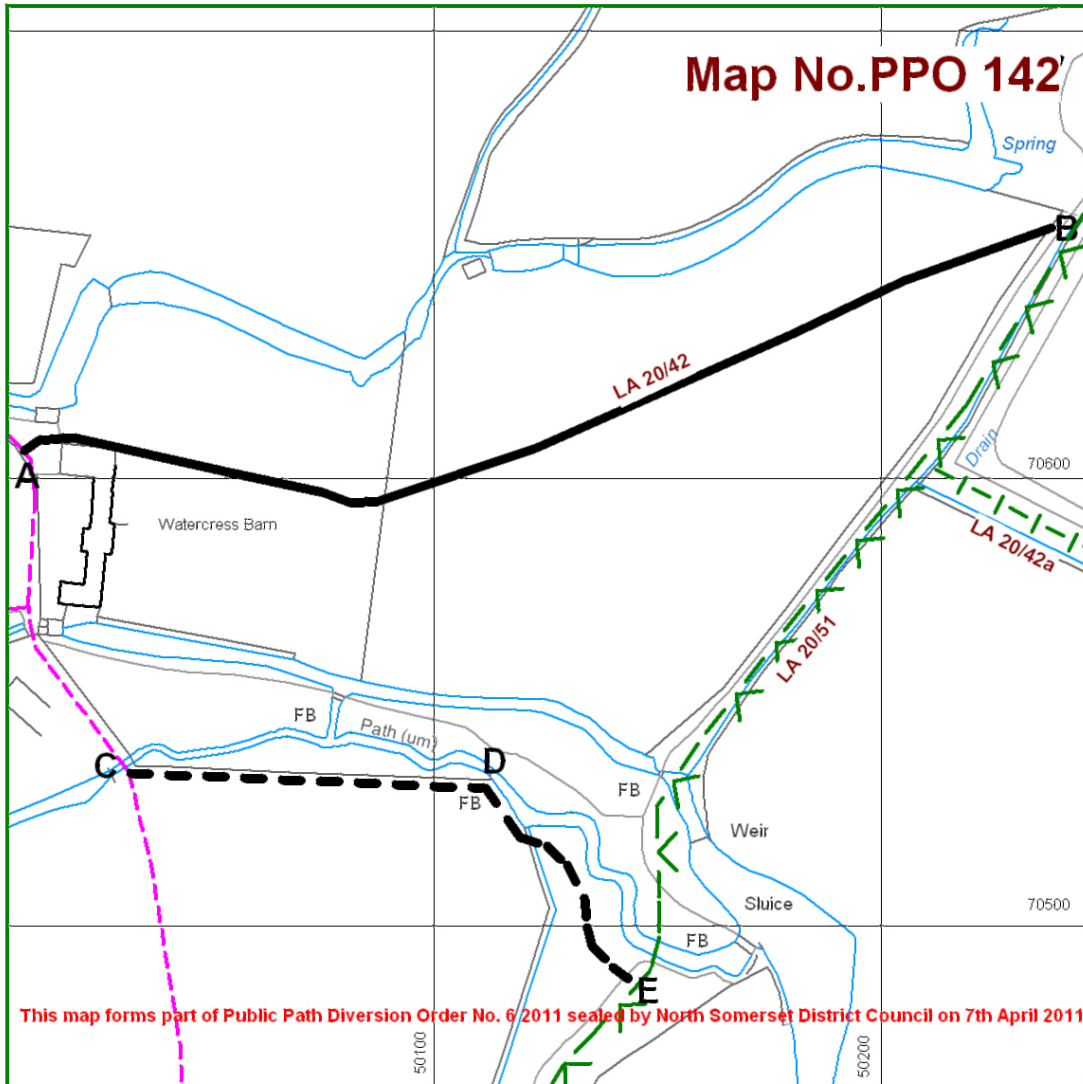 Map No.PPO 142
Spring
B
LA 20/42
A
70600
Drain
Watercress Barn
LA 20/42a
LA 20/51
FB
Path (um)
C
D
FB
FB
Weir
Sluice
70500
FB
E
This map forms part of Public Path Diversion Order No. 6 2011 sealed by North Somerset District Council on 7th April 2011
50100
50200